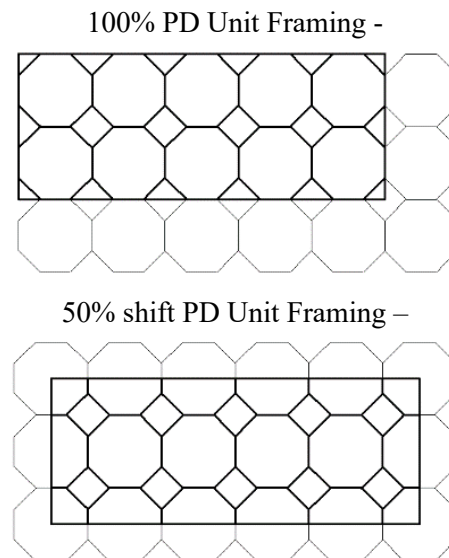 100% PD Unit Framing -
50% shift PD Unit Framing –